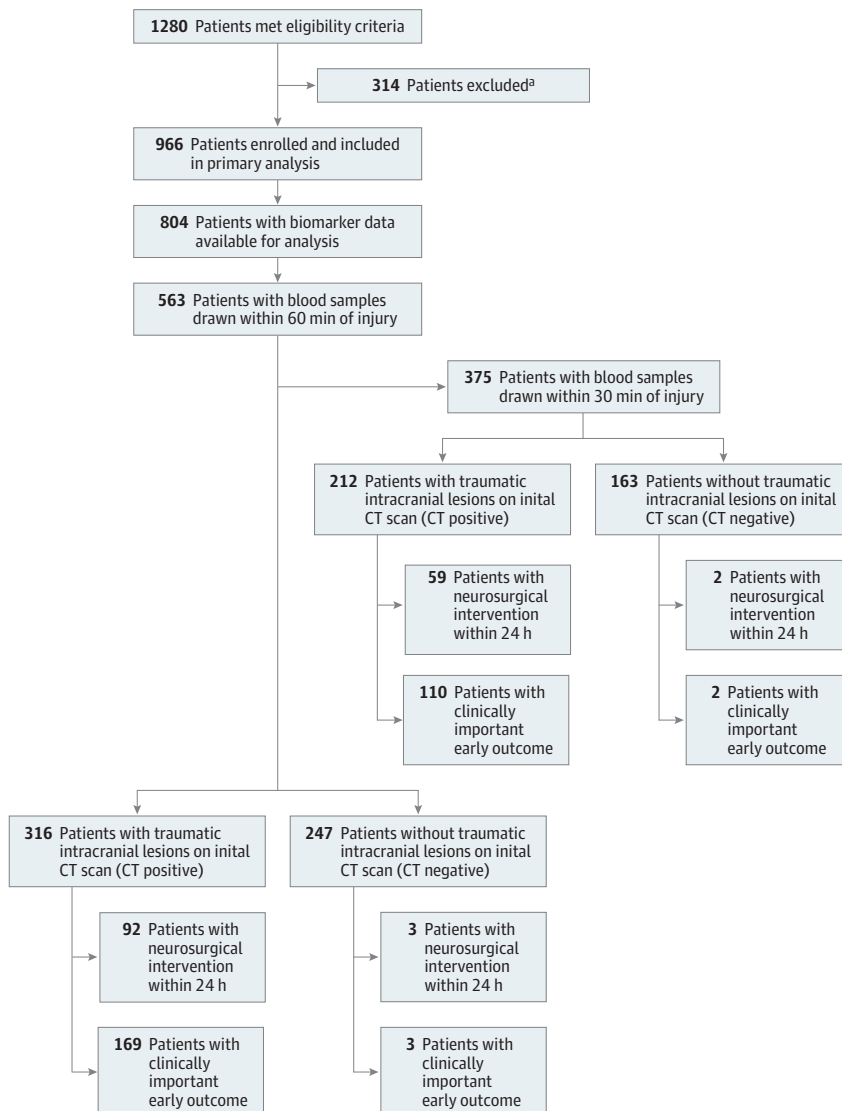 1280 Patients met eligibility criteria
314 Patients excludedᵃ
966 Patients enrolled and included
in primary analysis
804 Patients with biomarker data
available for analysis
563 Patients with blood samples
drawn within 60 min of injury
375 Patients with blood samples
drawn within 30 min of injury
212 Patients with traumatic
intracranial lesions on inital
CT scan (CT positive)
163 Patients without traumatic
intracranial lesions on inital
CT scan (CT negative)
59 Patients with
neurosurgical
intervention
within 24 h
2 Patients with
neurosurgical
intervention
within 24 h
110 Patients with
clinically
important
early outcome
2 Patients with
clinically
important
early outcome
316 Patients with traumatic
intracranial lesions on inital
CT scan (CT positive)
247 Patients without traumatic
intracranial lesions on inital
CT scan (CT negative)
92 Patients with
neurosurgical
intervention
within 24 h
3 Patients with
neurosurgical
intervention
within 24 h
169 Patients with
clinically
important
early outcome
3 Patients with
clinically
important
early outcome